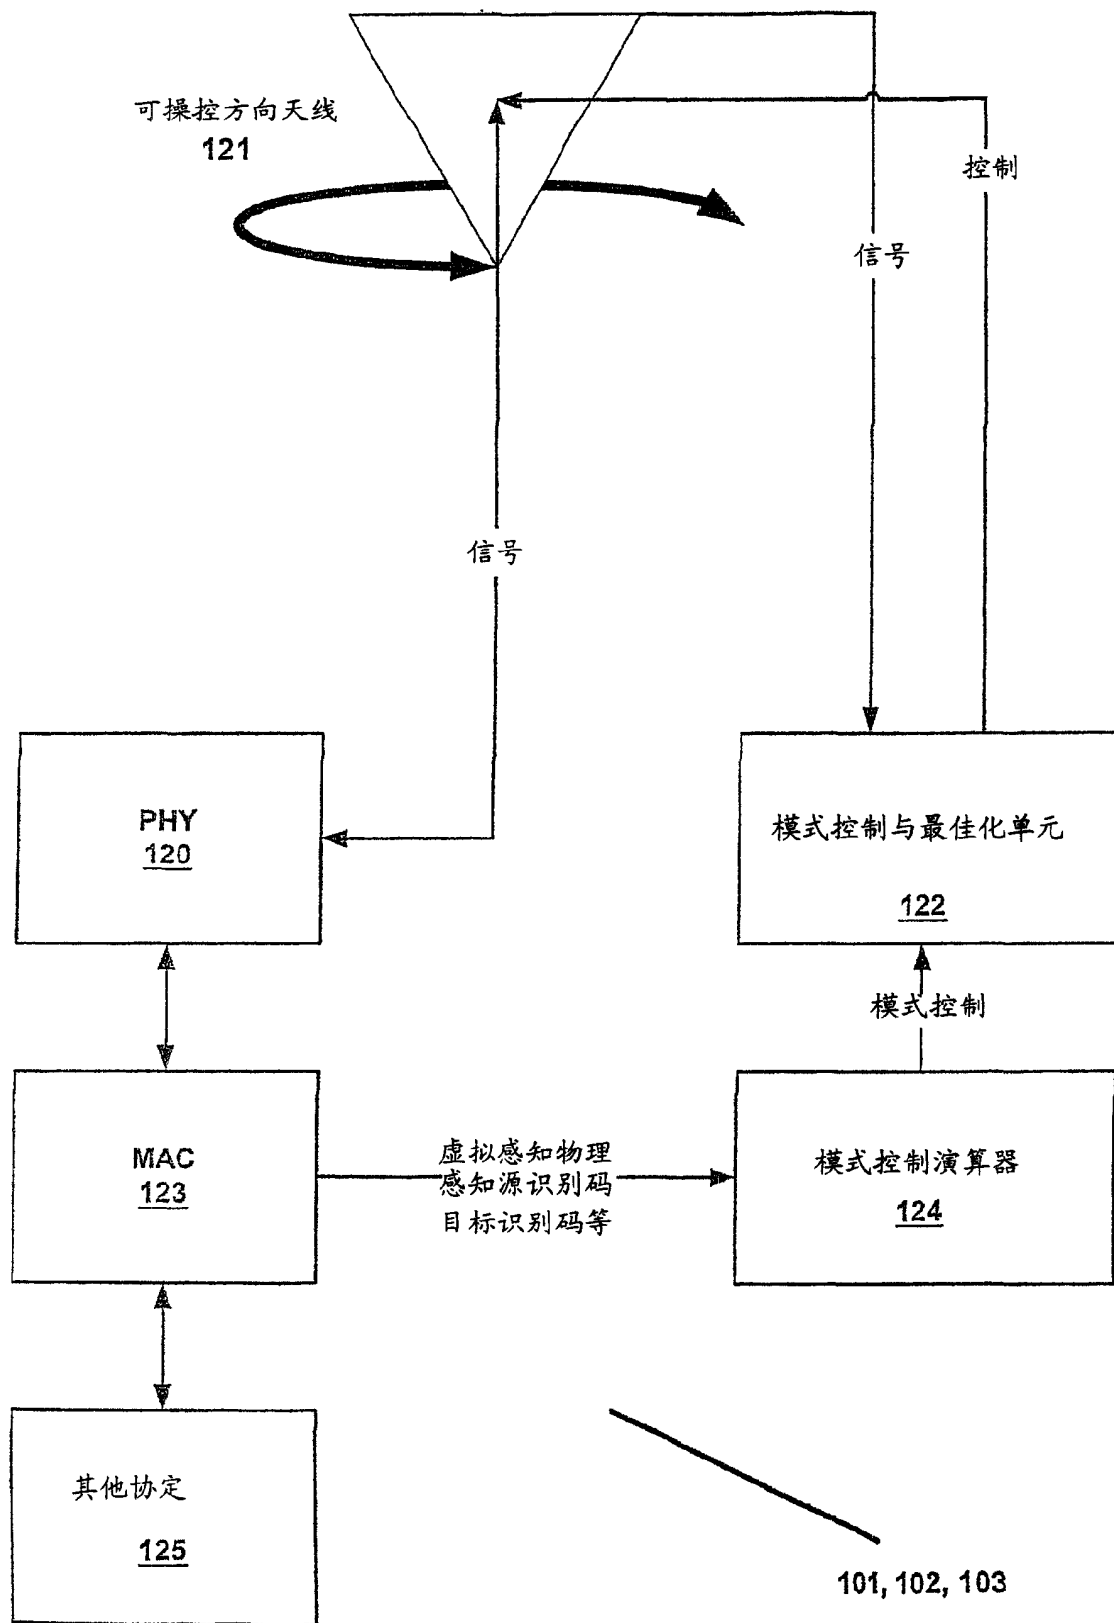 可操控方向天线
121
控制
信号
信号
PHY
120
模式控制与最佳化单元
122
模式控制
MAC
123
虚拟感知物理
感知源识别码
目标识别码等
模式控制演算器
124
其他协定
125
101, 102, 103